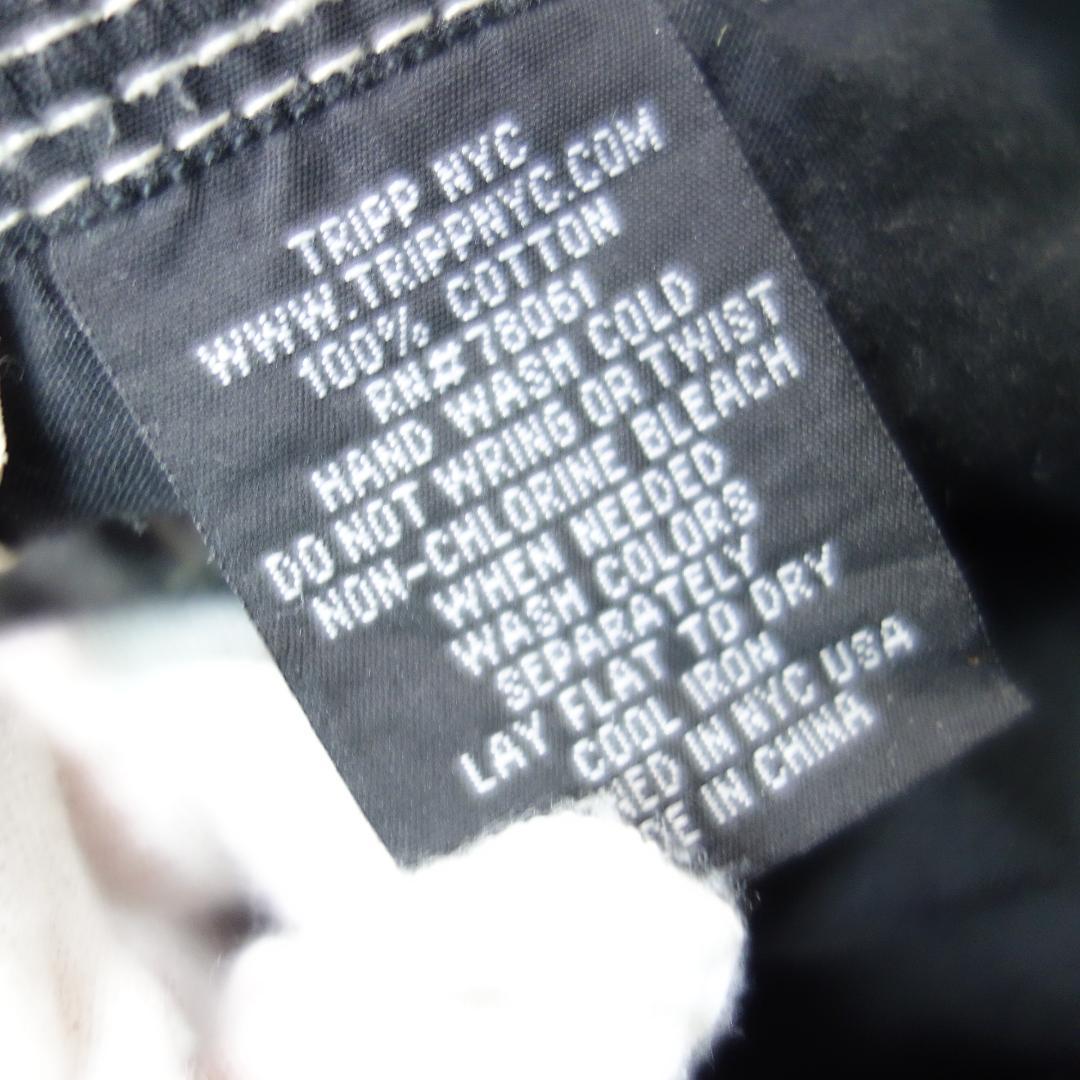 TRIPP NYC
WWW.TRIPPNYC.COM
100% COTTON
RN#78061
HAND WASH COLD
DO NOT WRING OR TWIST
NON-CHLORINE BLEACH
WHEN NEEDED
WASH COLORS
SEPARATELY
LAY FLAT TO DRY
COOL IRON
IN NYC USA
IN CHINA